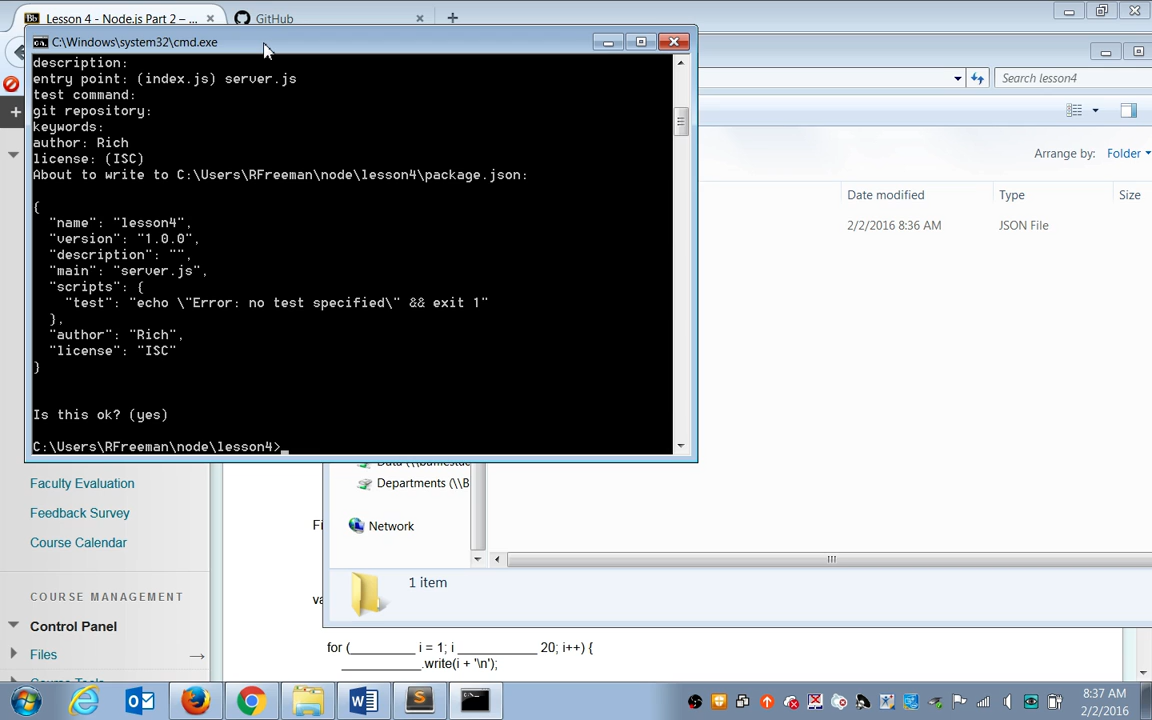 Lesson 4 - Node.js Part 2 – ...
GitHub
C:\Windows\system32\cmd.exe
description:
entry point: (index.js) server.js
test command:
git repository:
keywords:
author: Rich
license: (ISC)
About to write to C:\Users\RFreeman\node\lesson4\package.json:
{
"name": "lesson4",
"version": "1.0.0",
"description": "",
"main": "server.js",
"scripts": {
"test": "echo \"Error: no test specified\" && exit 1"
},
"author": "Rich",
"license": "ISC"
}
Is this ok? (yes)
C:\Users\RFreeman\node\lesson4>_
Search lesson4
Arrange by: Folder
Date modified
Type
Size
2/2/2016 8:36 AM
JSON File
Departments (\\B
Network
1 item
Faculty Evaluation
Feedback Survey
Course Calendar
COURSE MANAGEMENT
Control Panel
Files
for (________ i = 1; i __________ 20; i++) {
__________.write(i + '\n');
8:37 AM
2/2/2016